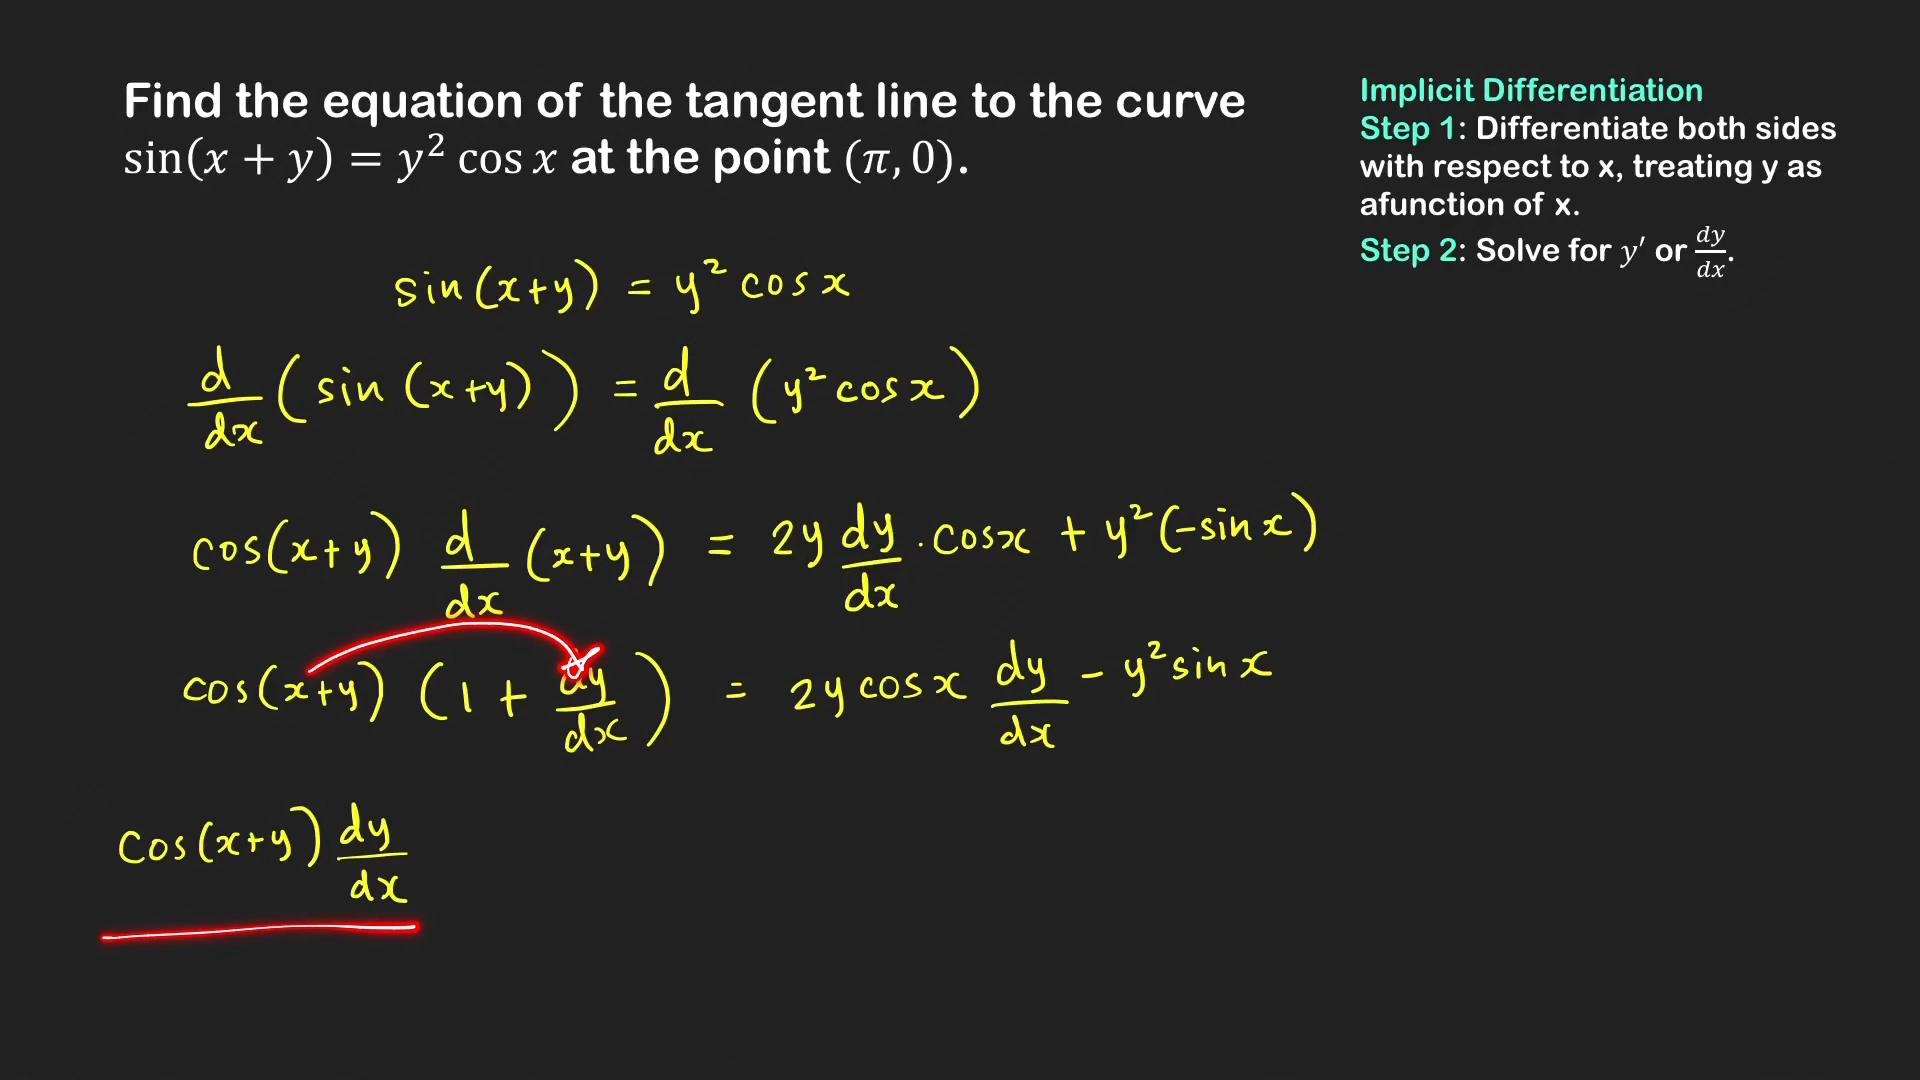 Find the equation of the tangent line to the curve
sin(x + y) = y² cos x at the point (π, 0).
Implicit Differentiation
Step 1: Differentiate both sides
with respect to x, treating y as
afunction of x.
Step 2: Solve for y′ or dy/dx.
sin(x+y) = y² cos x
d/dx (sin (x+y)) = d/dx (y² cos x)
cos(x+y) d/dx (x+y) = 2y dy/dx · cosx + y² (-sin x)
cos(x+y) (1 + dy/dx) = 2y cos x dy/dx - y² sin x
cos(x+y) dy/dx